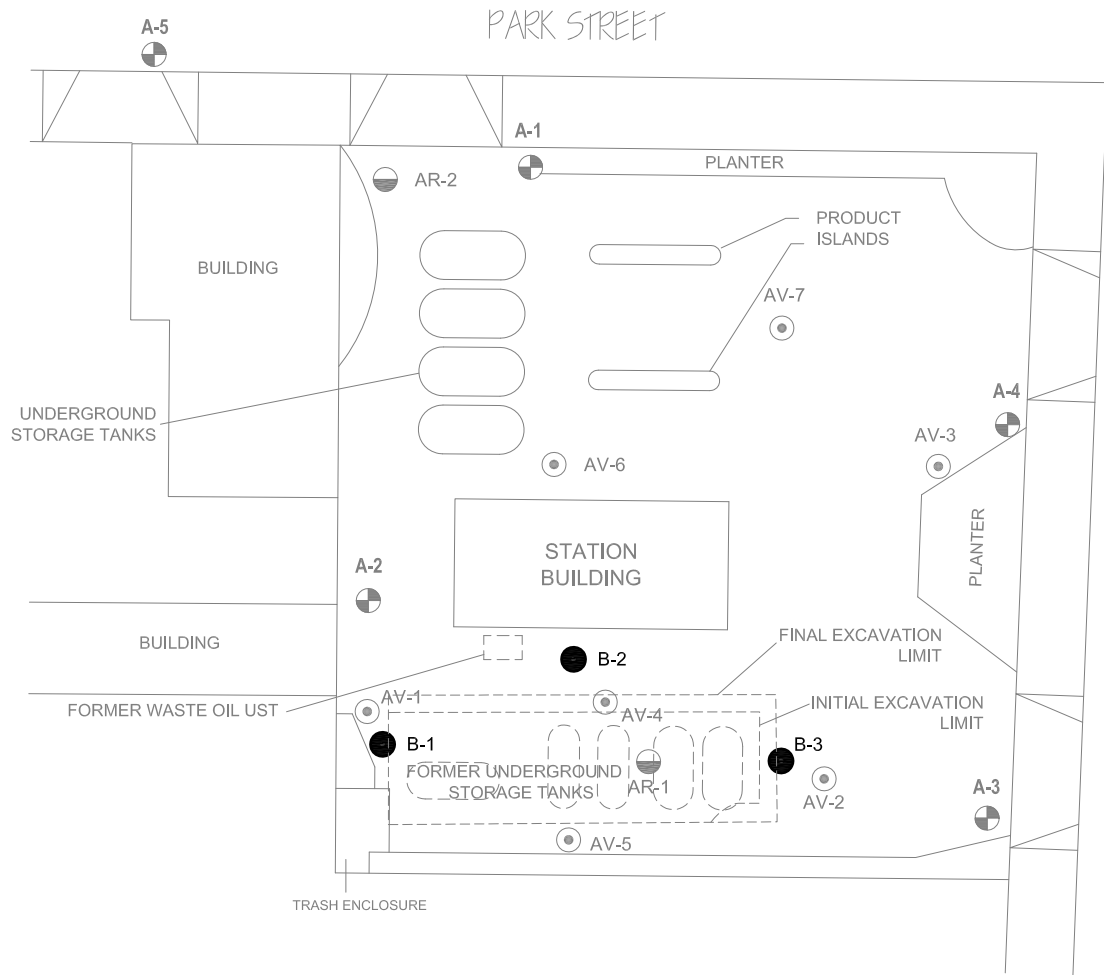 PARK STREET
A-5
A-1
PLANTER
AR-2
PRODUCT
ISLANDS
BUILDING
AV-7
A-4
UNDERGROUND
STORAGE TANKS
AV-3
AV-6
STATION
BUILDING
PLANTER
A-2
FINAL EXCAVATION
LIMIT
BUILDING
B-2
AV-1
FORMER WASTE OIL UST
AV-4
INITIAL EXCAVATION
LIMIT
B-1
B-3
FORMER UNDERGROUND
STORAGE TANKS
AR-1
AV-2
A-3
AV-5
TRASH ENCLOSURE